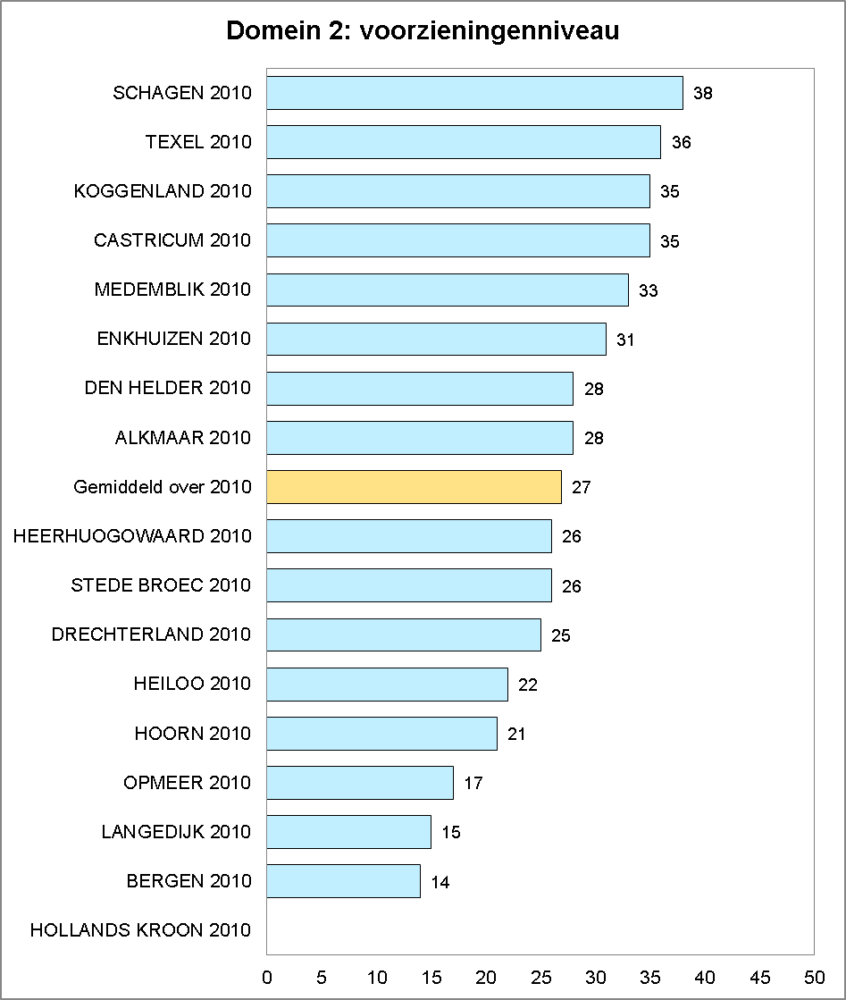 Domein 2: voorzieningenniveau
SCHAGEN 2010 38
TEXEL 2010 36
KOGGENLAND 2010 35
CASTRICUM 2010 35
MEDEMBLIK 2010 33
ENKHUIZEN 2010 31
DEN HELDER 2010 28
ALKMAAR 2010 28
Gemiddeld over 2010 27
HEERHUOGOWAARD 2010 26
STEDE BROEC 2010 26
DRECHTERLAND 2010 25
HEILOO 2010 22
HOORN 2010 21
OPMEER 2010 17
LANGEDIJK 2010 15
BERGEN 2010 14
HOLLANDS KROON 2010
0 5 10 15 20 25 30 35 40 45 50